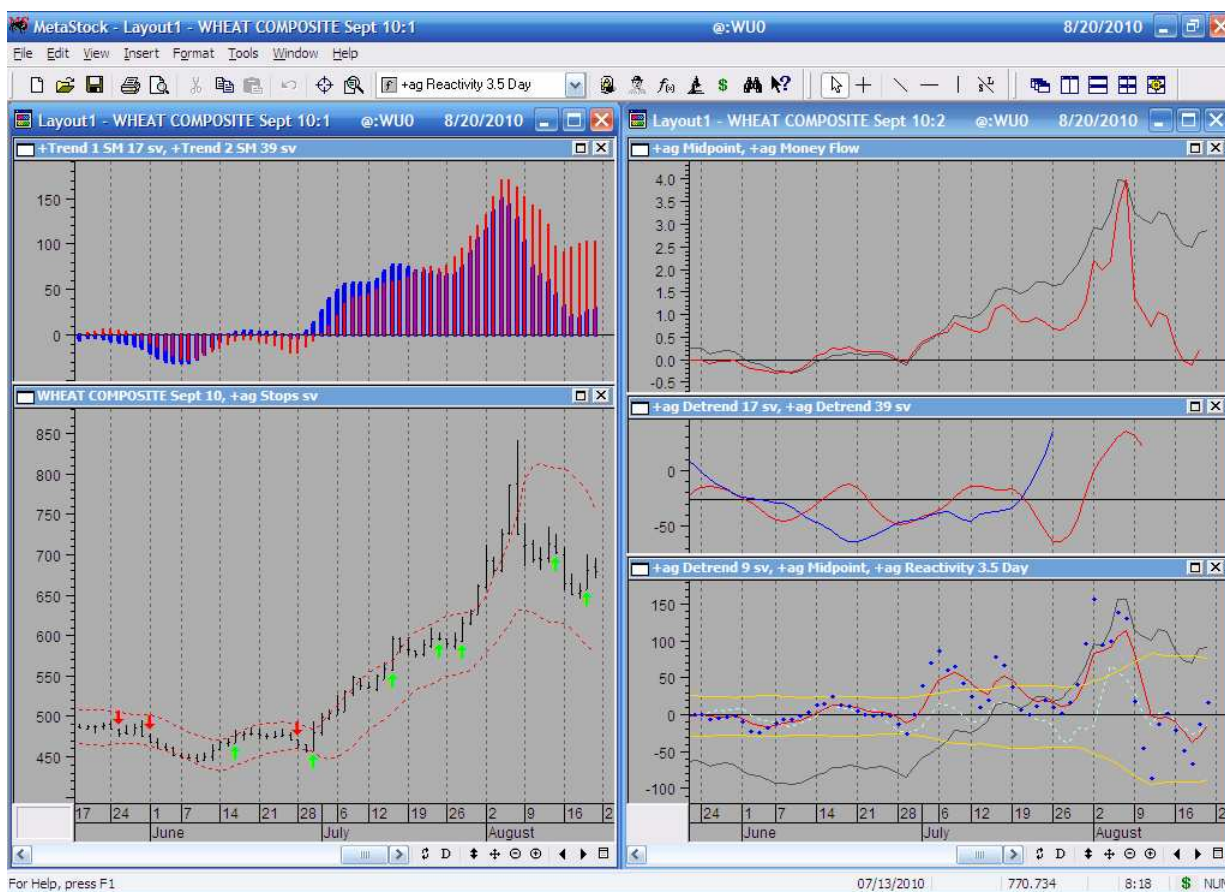 MetaStock - Layout1 - WHEAT COMPOSITE Sept 10:1 @:WU0 8/20/2010
File Edit View Insert Format Tools Window Help
+ag Reactivity 3.5 Day
Layout1 - WHEAT COMPOSITE Sept 10:1 @:WU0 8/20/2010
+Trend 1 SM 17 sv, +Trend 2 SM 39 sv
150
100
50
0
WHEAT COMPOSITE Sept 10, +ag Stops sv
850
800
750
700
650
600
550
500
450
17 24 1 7 14 21 28 6 12 19 26 2 9 16 2
June July August
Layout1 - WHEAT COMPOSITE Sept 10:2 @:WU0 8/20/2010
+ag Midpoint, +ag Money Flow
4.0
3.5
3.0
2.5
2.0
1.5
1.0
0.5
0.0
-0.5
+ag Detrend 17 sv, +ag Detrend 39 sv
0
-50
+ag Detrend 9 sv, +ag Midpoint, +ag Reactivity 3.5 Day
150
100
50
0
-50
-100
24 1 7 14 21 28 6 12 19 26 2 9 16 2
June July August
For Help, press F1 07/13/2010 770.734 8:18 $ NUM